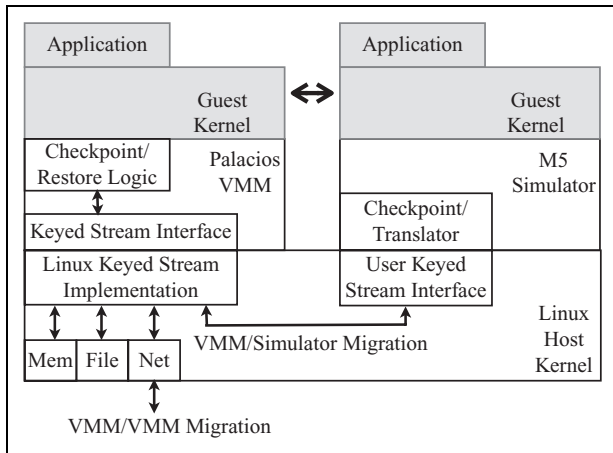 Application
Application
Guest
Kernel
Guest
Kernel
Checkpoint/
Restore Logic
Palacios
VMM
M5
Simulator
Keyed Stream Interface
Checkpoint/
Translator
Linux Keyed Stream
Implementation
User Keyed
Stream Interface
Linux
Host
Kernel
VMM/Simulator Migration
Mem
File
Net
VMM/VMM Migration